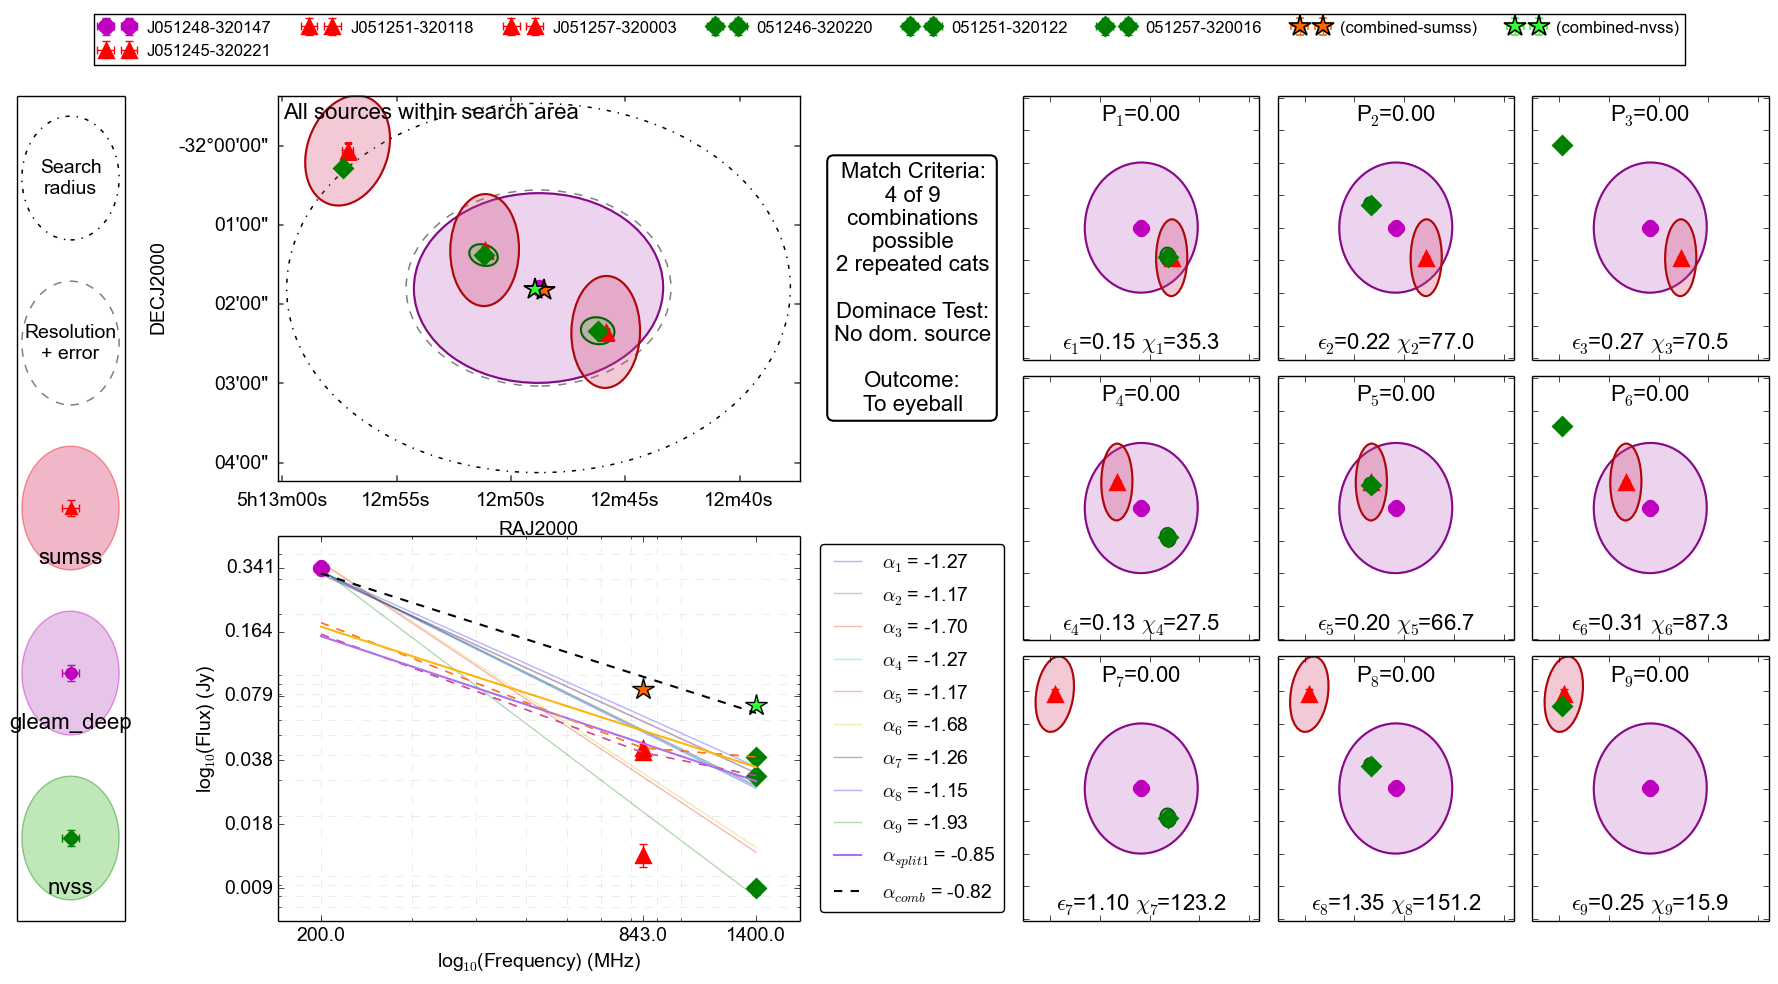 J051248-320147 J051251-320118 J051257-320003 051246-320220 051251-320122 051257-320016 (combined-sumss) (combined-nvss)
J051245-320221
Search
radius
Resolution
+ error
sumss
gleam_deep
nvss
All sources within search area
DECJ2000
-32°00'00"
01'00"
02'00"
03'00"
04'00"
5h13m00s 12m55s 12m50s 12m45s 12m40s
RAJ2000
Match Criteria:
4 of 9
combinations
possible
2 repeated cats
Dominace Test:
No dom. source
Outcome:
To eyeball
log10(Flux) (Jy)
0.341
0.164
0.079
0.038
0.018
0.009
200.0 843.0 1400.0
log10(Frequency) (MHz)
α1 = -1.27
α2 = -1.17
α3 = -1.70
α4 = -1.27
α5 = -1.17
α6 = -1.68
α7 = -1.26
α8 = -1.15
α9 = -1.93
αsplit1 = -0.85
αcomb = -0.82
P1=0.00 P2=0.00 P3=0.00
ϵ1=0.15 χ1=35.3 ϵ2=0.22 χ2=77.0 ϵ3=0.27 χ3=70.5
P4=0.00 P5=0.00 P6=0.00
ϵ4=0.13 χ4=27.5 ϵ5=0.20 χ5=66.7 ϵ6=0.31 χ6=87.3
P7=0.00 P8=0.00 P9=0.00
ϵ7=1.10 χ7=123.2 ϵ8=1.35 χ8=151.2 ϵ9=0.25 χ9=15.9